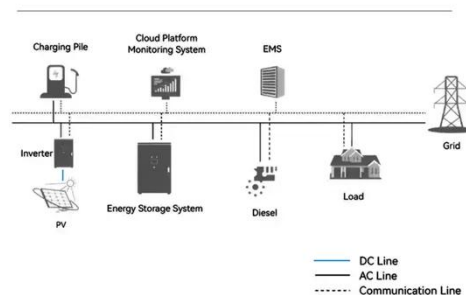 Charging Pile
Cloud Platform
Monitoring System
EMS
Grid
Inverter
PV
Energy Storage System
Diesel
Load
DC Line
AC Line
Communication Line